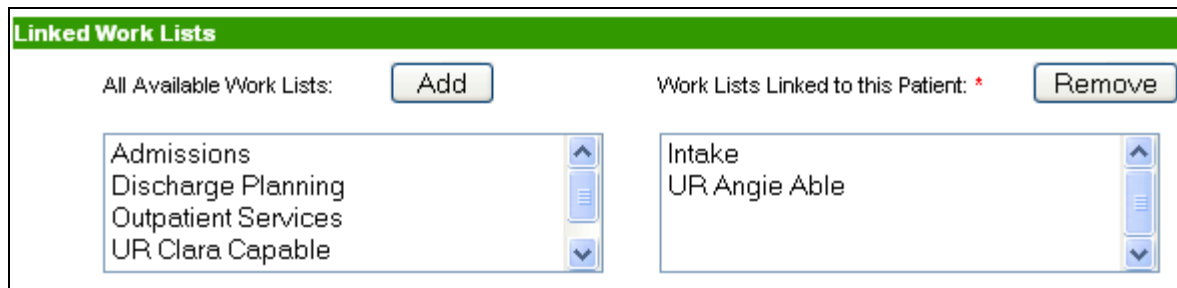 Linked Work Lists
All Available Work Lists: Add Work Lists Linked to this Patient: * Remove
Admissions
Discharge Planning
Outpatient Services
UR Clara Capable
Intake
UR Angie Able